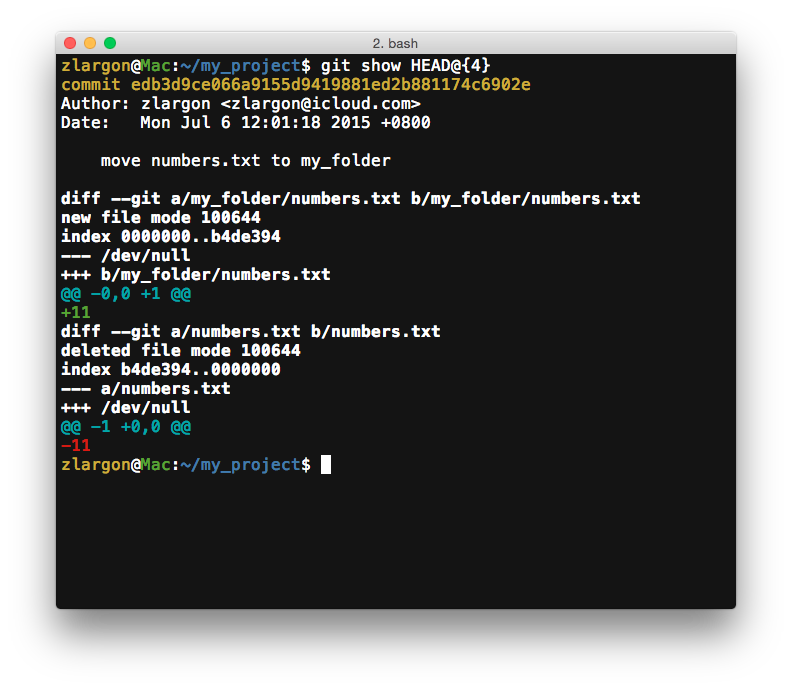 2. bash
zlargon@Mac:~/my_project$ git show HEAD@{4}
commit edb3d9ce066a9155d9419881ed2b881174c6902e
Author: zlargon <zlargon@icloud.com>
Date:   Mon Jul 6 12:01:18 2015 +0800
    move numbers.txt to my_folder
diff --git a/my_folder/numbers.txt b/my_folder/numbers.txt
new file mode 100644
index 0000000..b4de394
--- /dev/null
+++ b/my_folder/numbers.txt
@@ -0,0 +1 @@
+11
diff --git a/numbers.txt b/numbers.txt
deleted file mode 100644
index b4de394..0000000
--- a/numbers.txt
+++ /dev/null
@@ -1 +0,0 @@
-11
zlargon@Mac:~/my_project$